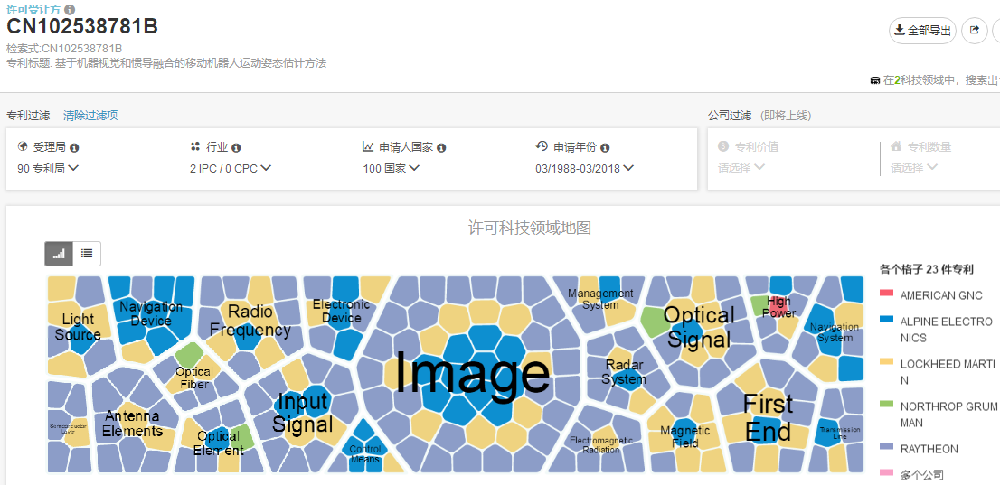 许可受让方
CN102538781B
检索式:CN102538781B
专利标题: 基于机器视觉和惯导融合的移动机器人运动姿态估计方法
全部导出
在2科技领域中，搜索出
专利过滤 清除过滤项
公司过滤 (即将上线)
受理局
行业
申请人国家
申请年份
专利价值
专利数量
90 专利局
2 IPC / 0 CPC
100 国家
03/1988-03/2018
请选择
请选择
许可科技领域地图
各个格子 23 件专利
AMERICAN GNC
ALPINE ELECTRO
NICS
LOCKHEED MARTI
N
NORTHROP GRUM
MAN
RAYTHEON
多个公司
Light
Source
Navigation
Device
Radio
Frequency
Electronic
Device
Management
System
Optical
Signal
High
Power
Navigation
System
Optical
Fiber
Image
Radar
System
Semiconductor
Layer
Antenna
Elements
Optical
Element
Input
Signal
Control
Means
Electromagnetic
Radiation
Magnetic
Field
First
End
Transmission
Line